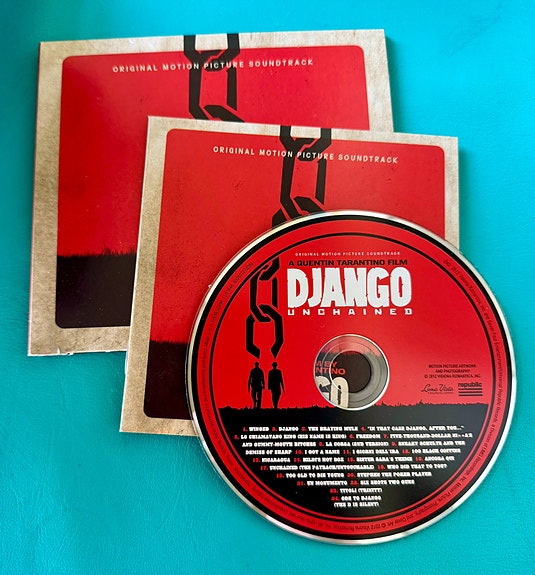 ORIGINAL MOTION PICTURE SOUNDTRACK
ORIGINAL MOTION PICTURE SOUNDTRACK
ORIGINAL MOTION PICTURE SOUNDTRACK
A QUENTIN TARANTINO FILM
DJANGO
UNCHAINED
MOTION PICTURE ARTWORK
AND PHOTOGRAPHY
© 2012 VISIONA ROMANTICA, INC.
Loma Vista
republic
1. WINGED 2. DJANGO 3. THE BRAYING MULE 4. "IN THAT CASE DJANGO, AFTER YOU..."
5. LO CHIAMAVANO KING (HIS NAME IS KING) 6. FREEDOM 7. FIVE-THOUSAND-DOLLAR
AND GUMMY-MOUTH BITCHES 8. LA CORSA (2ND VERSION) 9. SNEAKY SCHULTZ AND THE
DEMISE OF SHARP 10. I GOT A NAME 11. I GIORNI DELL'IRA 12. 100 BLACK COFFINS
13. NICARAGUA 14. HILDI'S HOT BOX 15. SISTER SARA'S THEME 16. ANCORA QUI
17. UNCHAINED (THE PAYBACK/UNTOUCHABLE) 18. WHO DID THAT TO YOU?
19. TOO OLD TO DIE YOUNG 20. STEPHEN THE POKER PLAYER
21. UN MONUMENTO 22. SIX SHOTS TWO GUNS
23. TITOLI (TRINITY)
24. ODE TO DJANGO
(THE D IS SILENT)